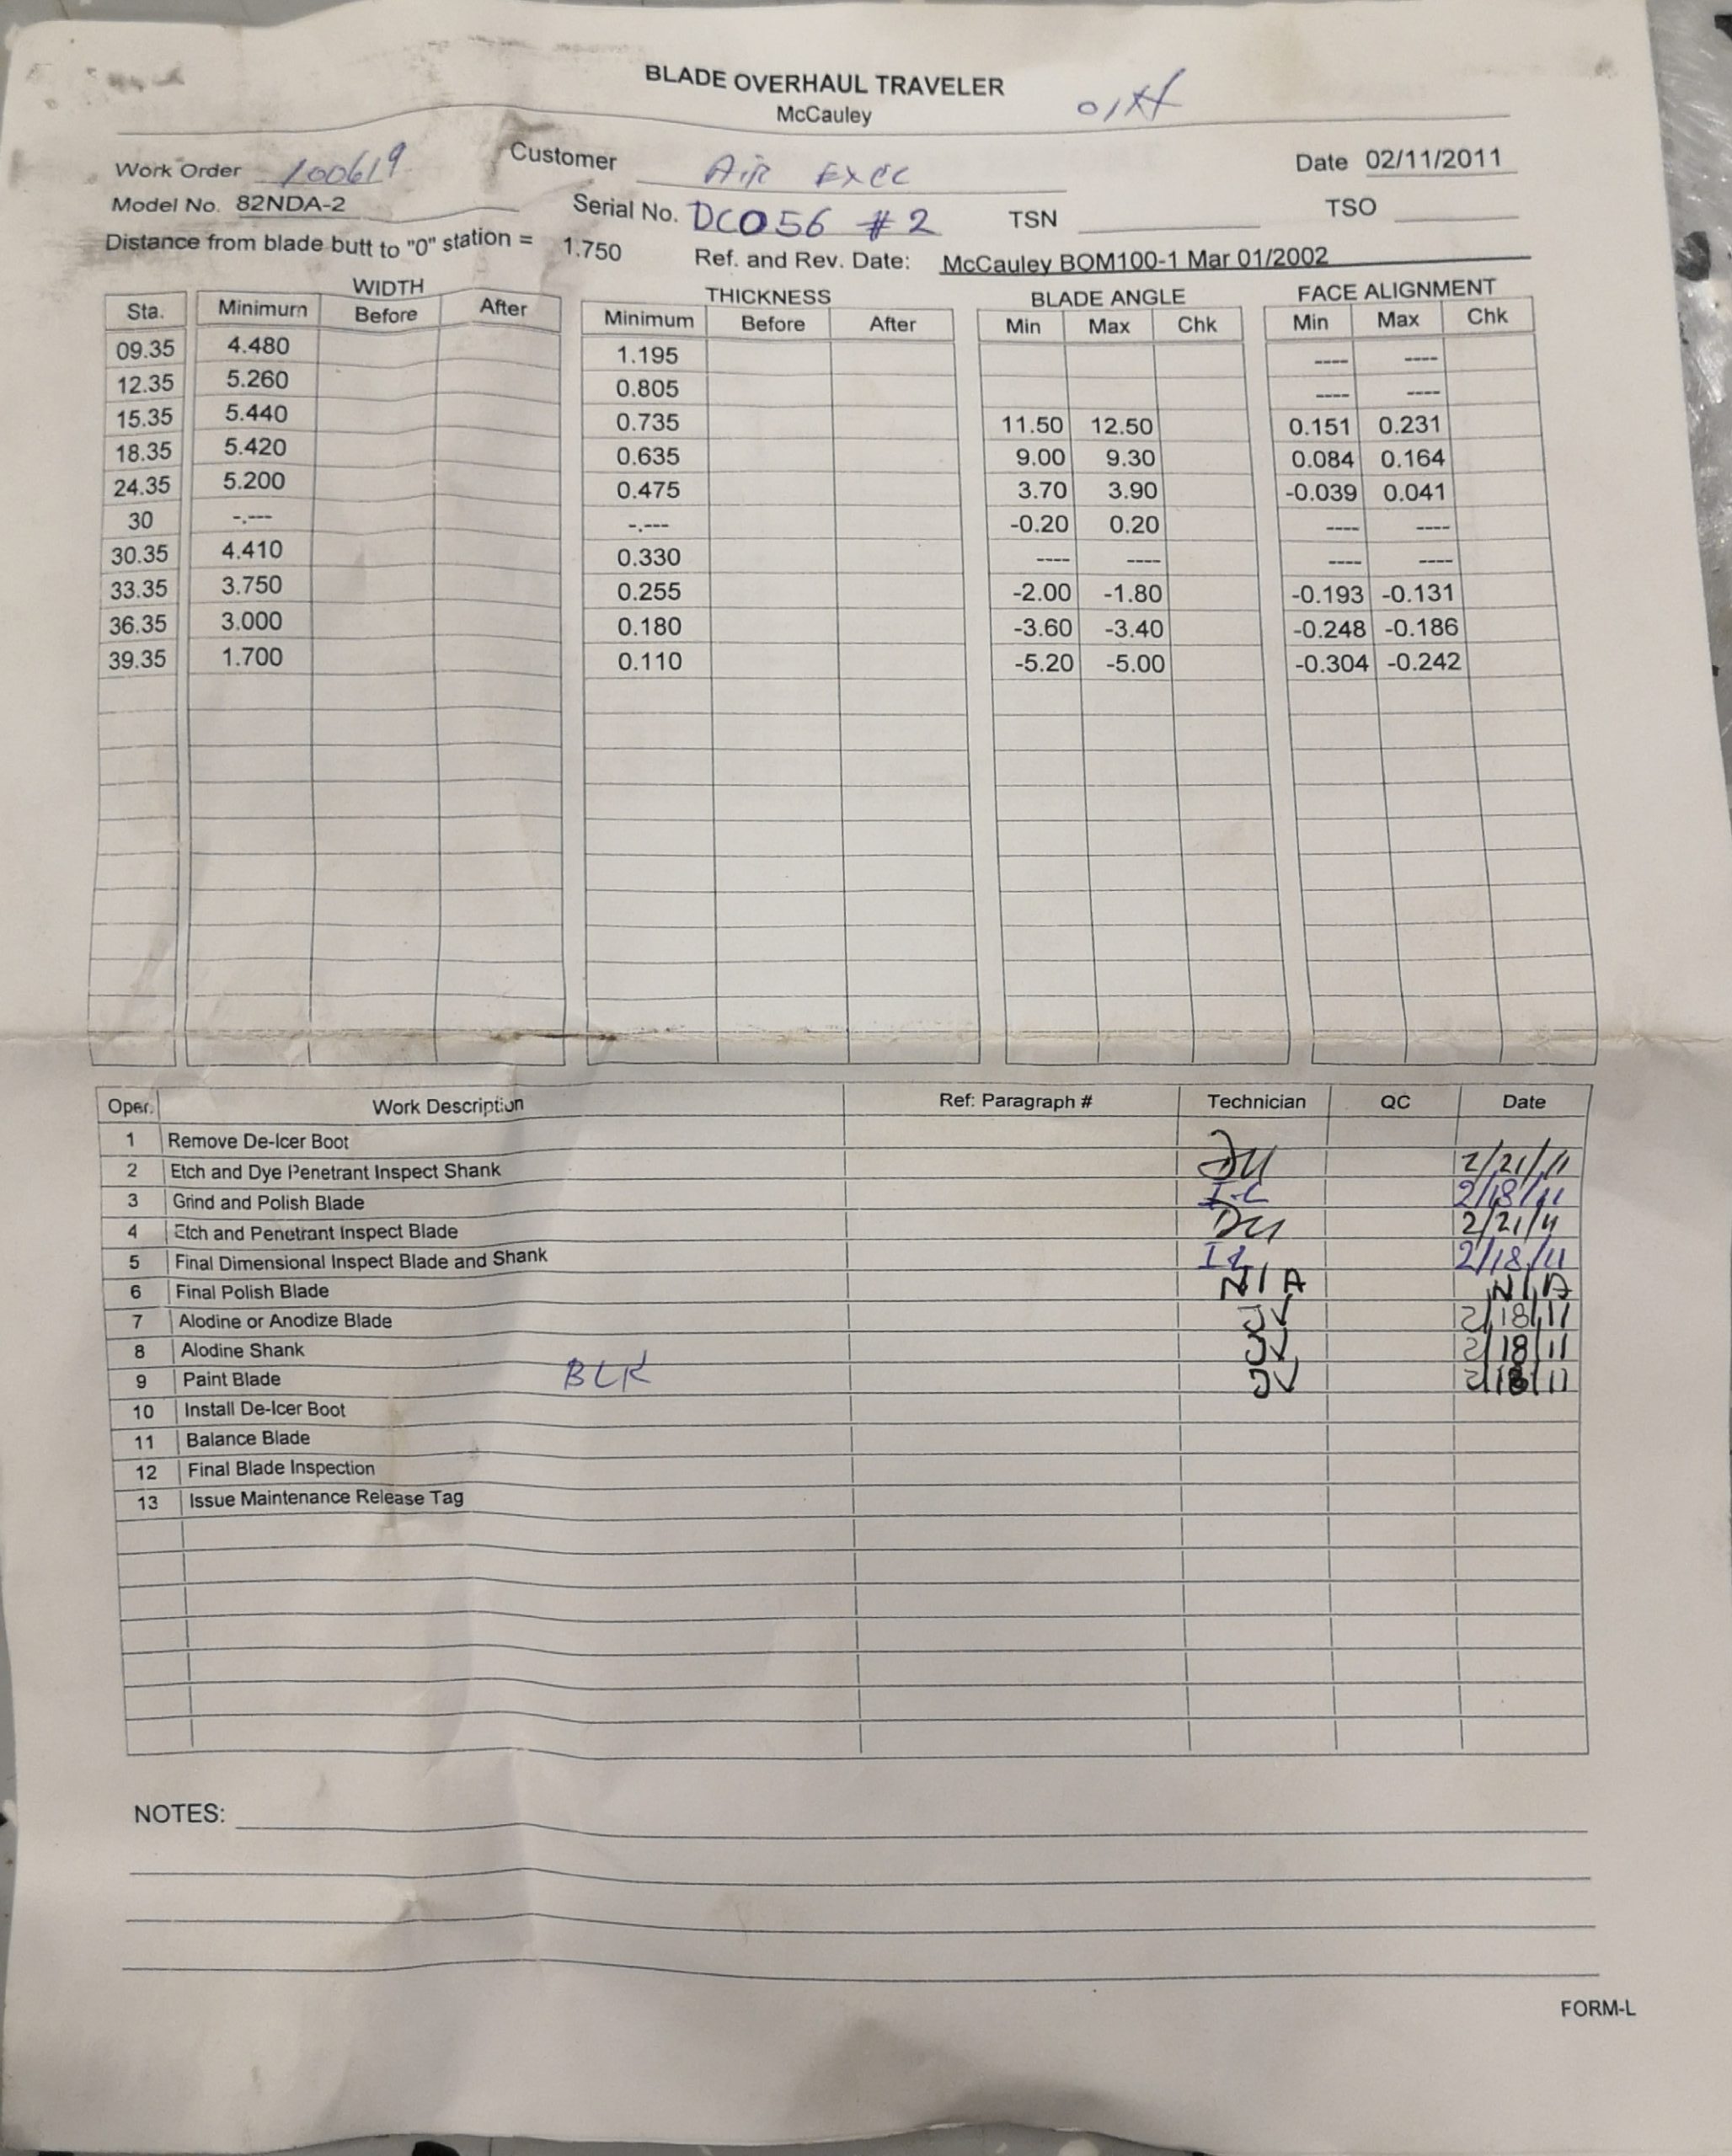 BLADE OVERHAUL TRAVELER
McCauley O/H
Work Order 100619 Customer Air Exec Date 02/11/2011
Model No. 82NDA-2 Serial No. DC056 #2 TSN TSO
Distance from blade butt to "0" station = 1.750 Ref. and Rev. Date: McCauley BOM100-1 Mar 01/2002
WIDTH THICKNESS BLADE ANGLE FACE ALIGNMENT
Sta. Minimum Before After Minimum Before After Min Max Chk Min Max Chk
09.35 4.480 1.195 ---- ----
12.35 5.260 0.805 ---- ----
15.35 5.440 0.735 11.50 12.50 0.151 0.231
18.35 5.420 0.635 9.00 9.30 0.084 0.164
24.35 5.200 0.475 3.70 3.90 -0.039 0.041
30 -.--- -.--- -0.20 0.20 ---- ----
30.35 4.410 0.330 ---- ---- ---- ----
33.35 3.750 0.255 -2.00 -1.80 -0.193 -0.131
36.35 3.000 0.180 -3.60 -3.40 -0.248 -0.186
39.35 1.700 0.110 -5.20 -5.00 -0.304 -0.242
Oper. Work Description Ref: Paragraph # Technician QC Date
1 Remove De-Icer Boot
2 Etch and Dye Penetrant Inspect Shank DU 2/21/11
3 Grind and Polish Blade 2/18/11
4 Etch and Penetrant Inspect Blade DU 2/21/11
5 Final Dimensional Inspect Blade and Shank 2/18/11
6 Final Polish Blade N/A N/A
7 Alodine or Anodize Blade JV 2/18/11
8 Alodine Shank JV 2/18/11
9 Paint Blade BLK JV 2/18/11
10 Install De-Icer Boot
11 Balance Blade
12 Final Blade Inspection
13 Issue Maintenance Release Tag
NOTES:
FORM-L